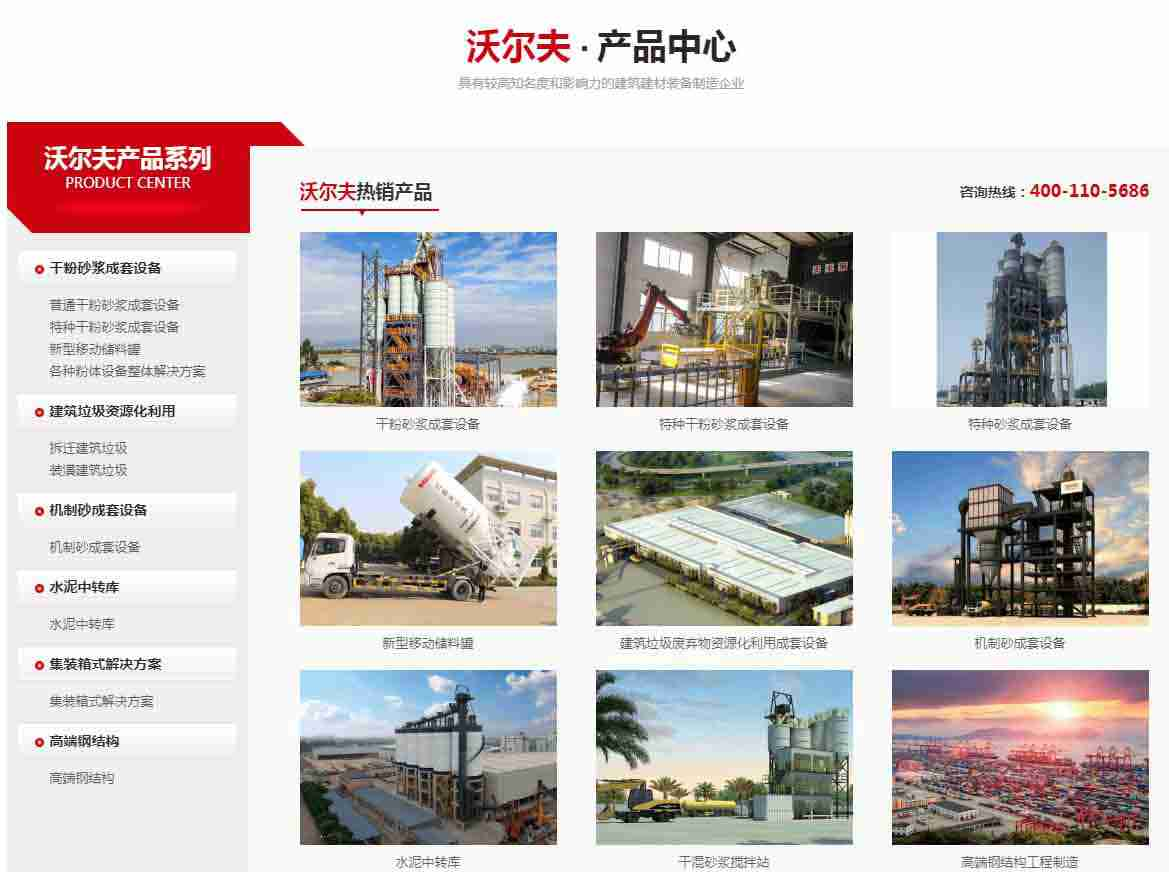 沃尔夫·产品中心
具有较高知名度和影响力的建筑建材装备制造企业
沃尔夫产品系列
PRODUCT CENTER
干粉砂浆成套设备
普通干粉砂浆成套设备
特种干粉砂浆成套设备
新型移动储料罐
各种粉体设备整体解决方案
建筑垃圾资源化利用
拆迁建筑垃圾
装潢建筑垃圾
机制砂成套设备
机制砂成套设备
水泥中转库
水泥中转库
集装箱式解决方案
集装箱式解决方案
高端钢结构
高端钢结构
沃尔夫热销产品
咨询热线：400-110-5686
干粉砂浆成套设备
特种干粉砂浆成套设备
特种砂浆成套设备
新型移动储料罐
建筑垃圾废弃物资源化利用成套设备
机制砂成套设备
水泥中转库
干混砂浆搅拌站
高端钢结构工程制造